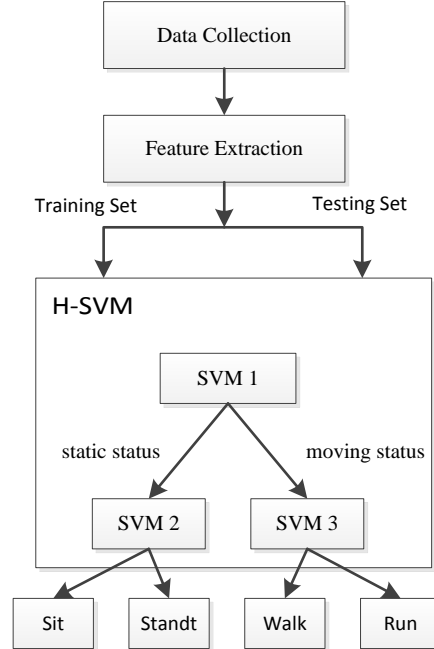 Data Collection
Feature Extraction
Training Set
Testing Set
H-SVM
SVM 1
static status
moving status
SVM 2
SVM 3
Sit
Standt
Walk
Run